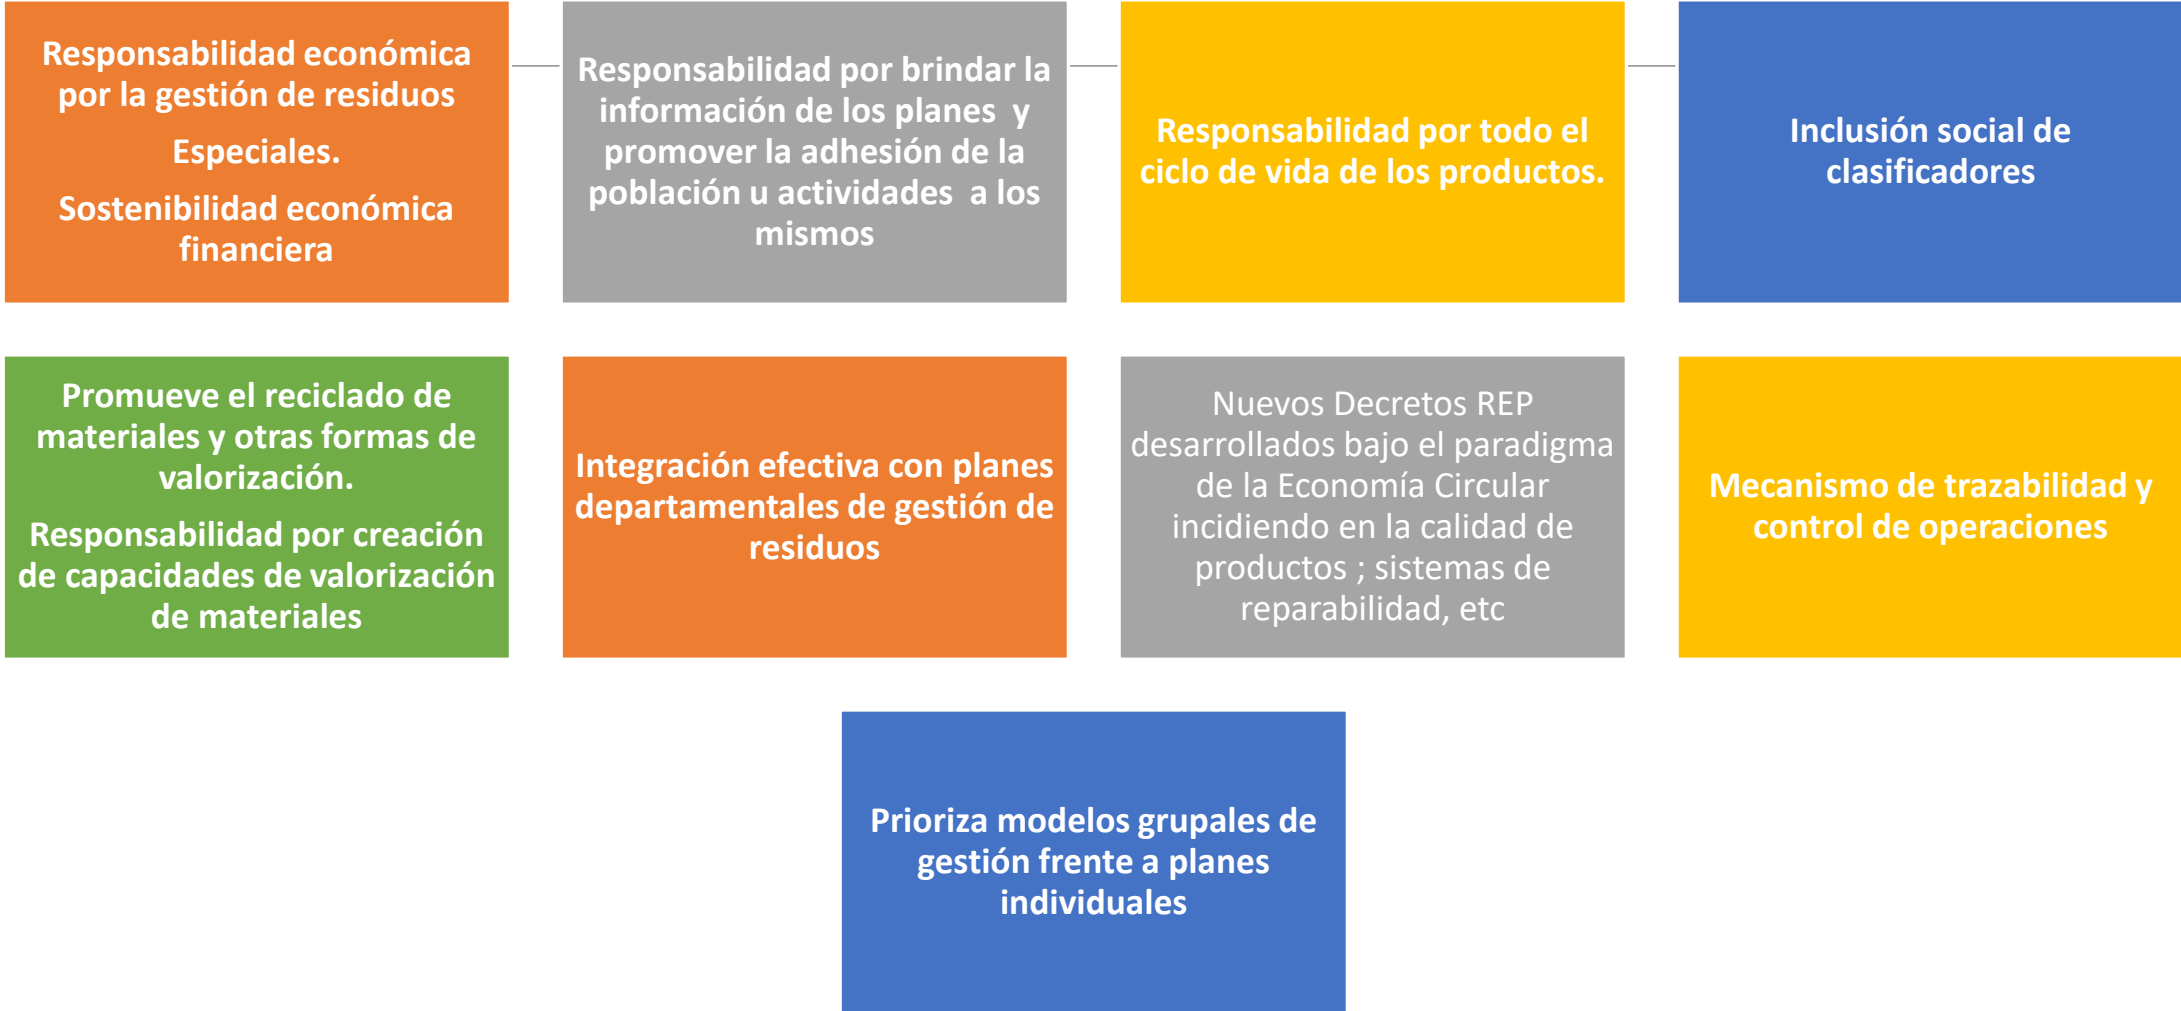 Responsabilidad económica
por la gestión de residuos
Especiales.
Sostenibilidad económica
financiera
Responsabilidad por brindar la
información de los planes  y
promover la adhesión de la
población u actividades  a los
mismos
Responsabilidad por todo el
ciclo de vida de los productos.
Inclusión social de
clasificadores
Promueve el reciclado de
materiales y otras formas de
valorización.
Responsabilidad por creación
de capacidades de valorización
de materiales
Integración efectiva con planes
departamentales de gestión de
residuos
Nuevos Decretos REP
desarrollados bajo el paradigma
de la Economía Circular
incidiendo en la calidad de
productos ; sistemas de
reparabilidad, etc
Mecanismo de trazabilidad y
control de operaciones
Prioriza modelos grupales de
gestión frente a planes
individuales